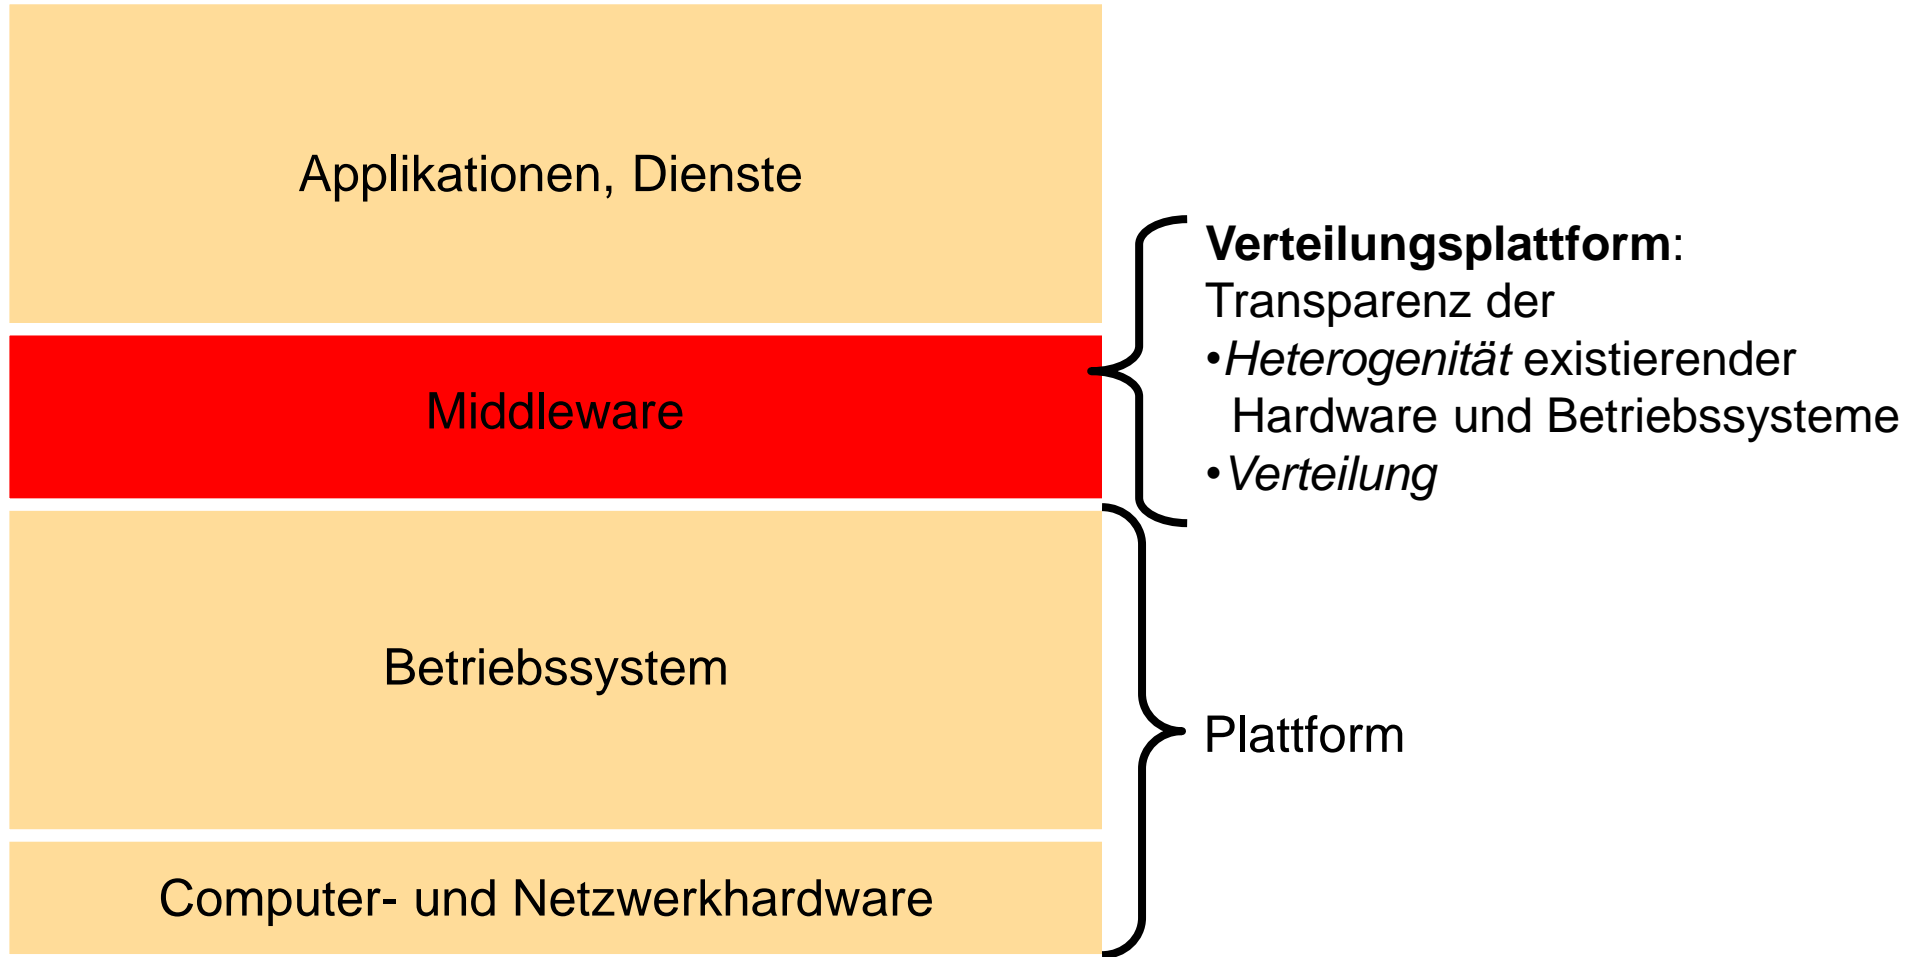 Applikationen, Dienste
Verteilungsplattform:
Transparenz der
•Heterogenität existierender
Hardware und Betriebssysteme
•Verteilung
Middleware
Betriebssystem
Plattform
Computer- und Netzwerkhardware